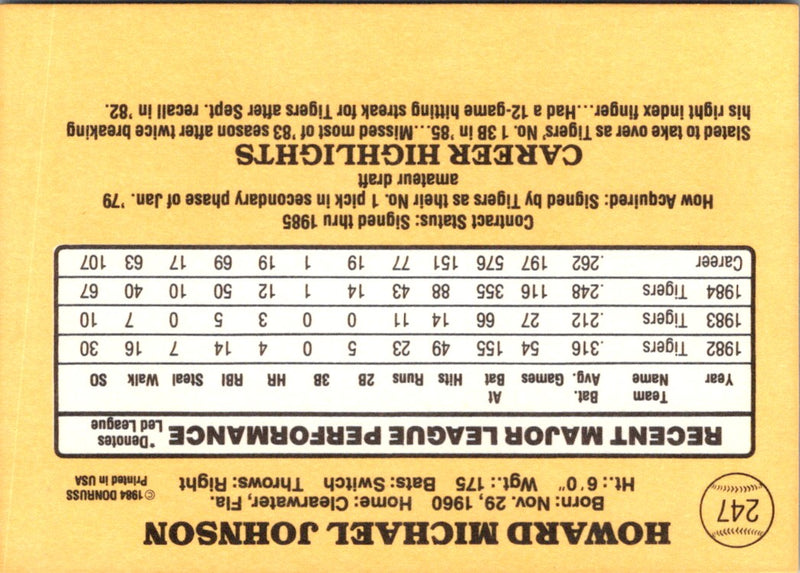 247
HOWARD MICHAEL JOHNSON
Born: Nov. 29, 1960 Home: Clearwater, Fla.
Ht.: 6'0" Wgt.: 175 Bats: Switch Throws: Right
©1984 DONRUSS
Printed in USA
RECENT MAJOR LEAGUE PERFORMANCE *Denotes Led League
Year Team Name Bat. Avg. Games At Bat Hits Runs 2B 3B HR RBI Steal Walk SO
1982 Tigers .316 54 155 49 23 5 0 4 14 7 16 30
1983 Tigers .212 27 66 14 11 0 0 3 5 0 7 10
1984 Tigers .248 116 355 88 43 14 1 12 50 10 40 67
Career .262 197 576 151 77 19 1 19 69 17 63 107
Contract Status: Signed thru 1985
How Acquired: Signed by Tigers as their No. 1 pick in secondary phase of Jan. '79
amateur draft
CAREER HIGHLIGHTS
Slated to take over as Tigers' No. 1 3B in '85...Missed most of '83 season after twice breaking
his right index finger...Had a 12-game hitting streak for Tigers after Sept. recall in '82.